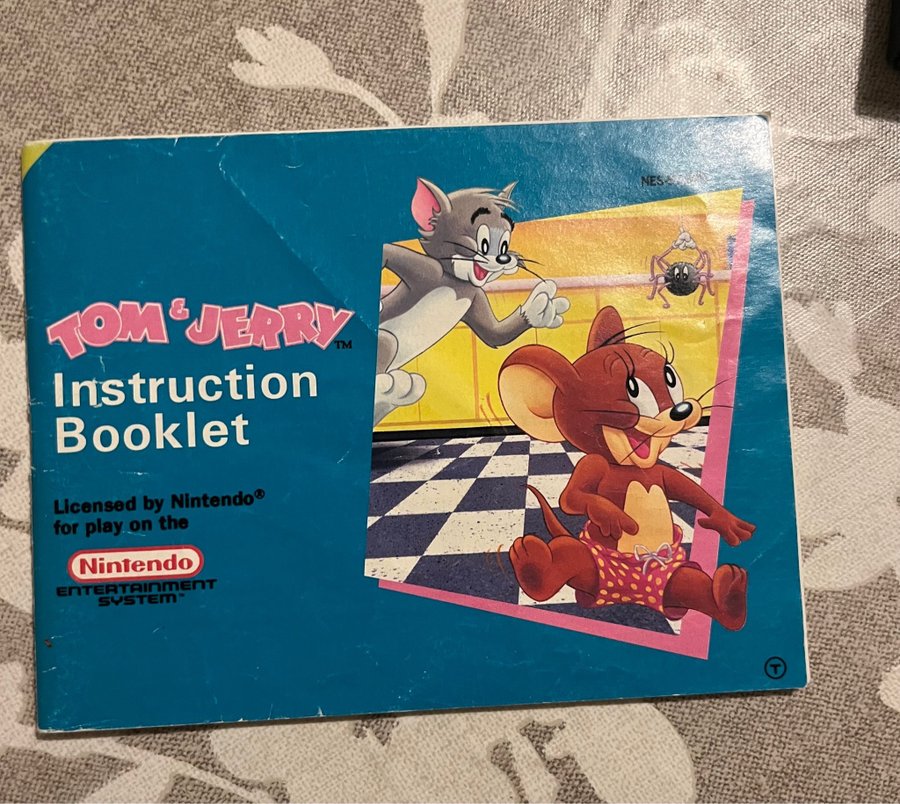 TOM & JERRY™
Instruction
Booklet
Licensed by Nintendo®
for play on the
Nintendo
ENTERTAINMENT
SYSTEM™
T